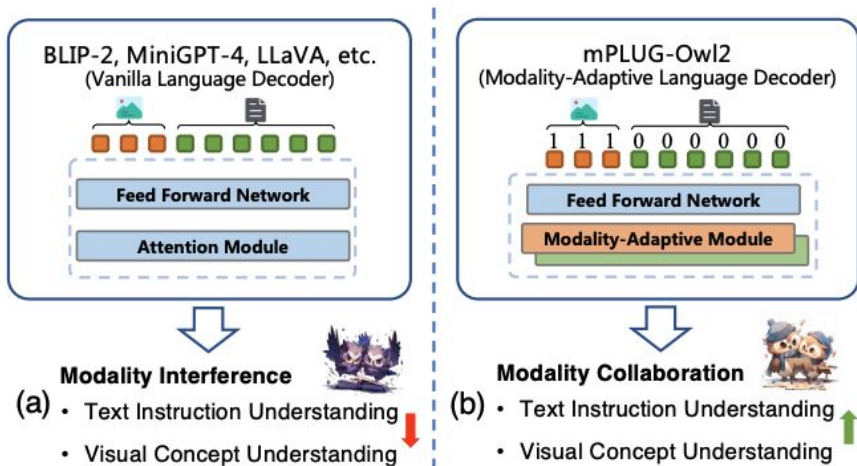 BLIP-2, MiniGPT-4, LLaVA, etc.
(Vanilla Language Decoder)
Feed Forward Network
Attention Module
Modality Interference
(a)
• Text Instruction Understanding
• Visual Concept Understanding
mPLUG-Owl2
(Modality-Adaptive Language Decoder)
1 1 1 0 0 0 0 0 0
Feed Forward Network
Modality-Adaptive Module
Modality Collaboration
(b)
• Text Instruction Understanding
• Visual Concept Understanding